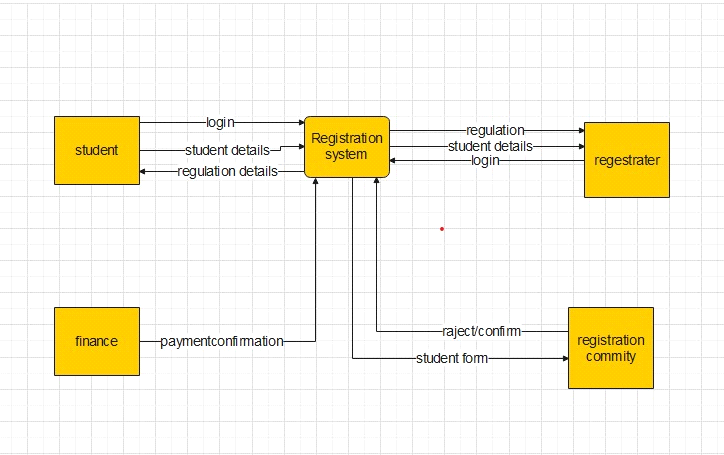 login
student
student details
regulation details
Registration
system
regulation
student details
login
regestrater
finance
paymentconfirmation
raject/confirm
student form
registration
commity